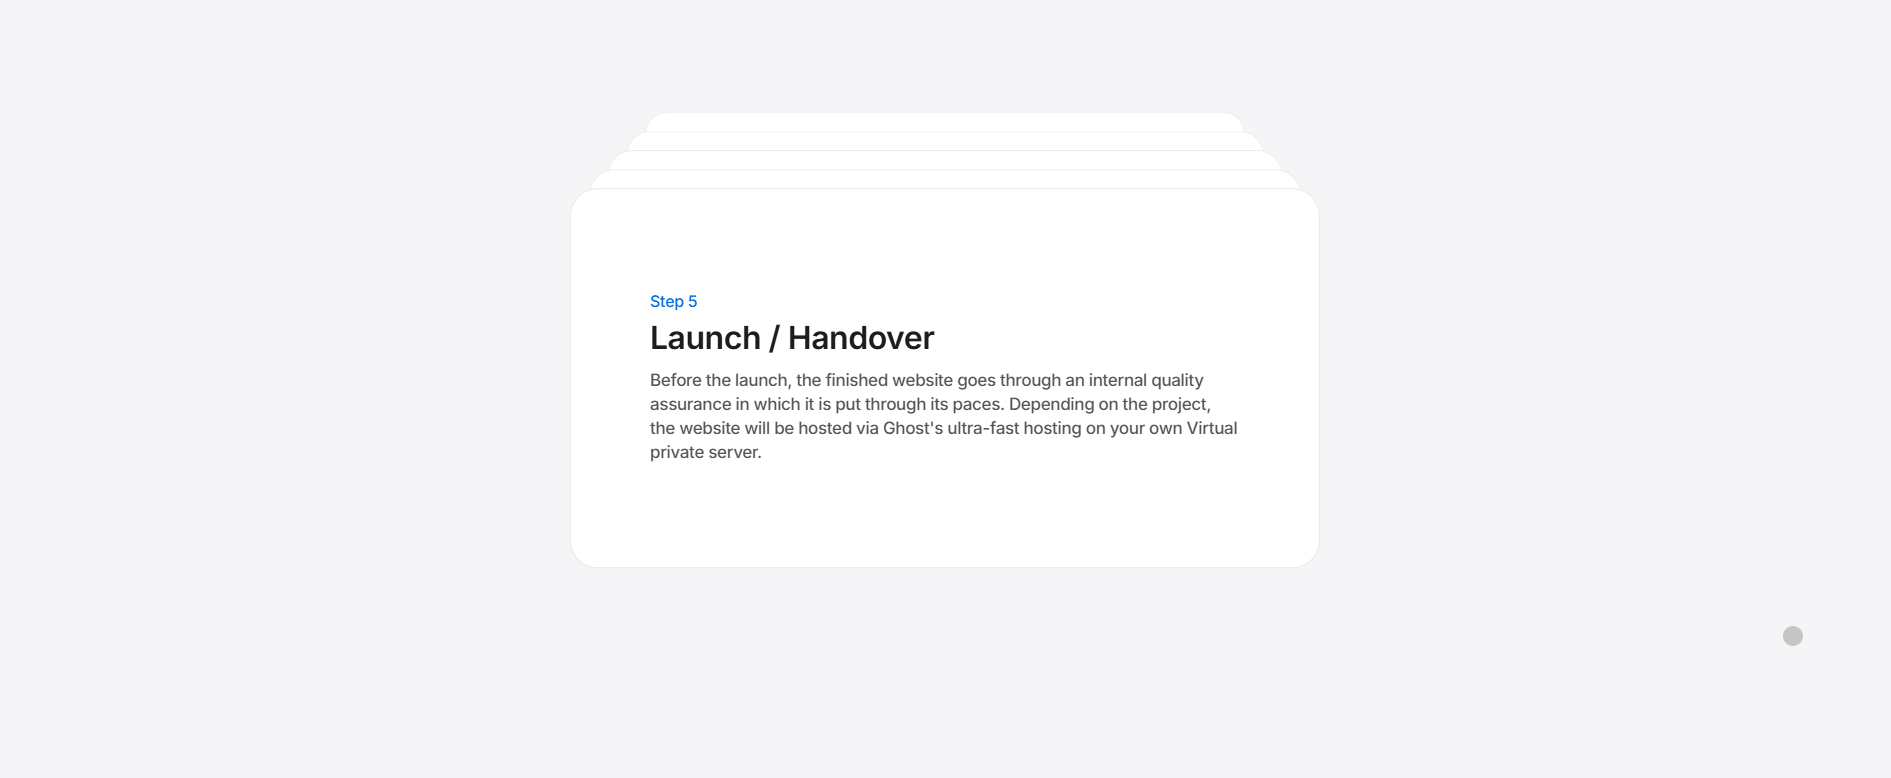 Step 5
Launch / Handover
Before the launch, the finished website goes through an internal quality
assurance in which it is put through its paces. Depending on the project,
the website will be hosted via Ghost's ultra-fast hosting on your own Virtual
private server.